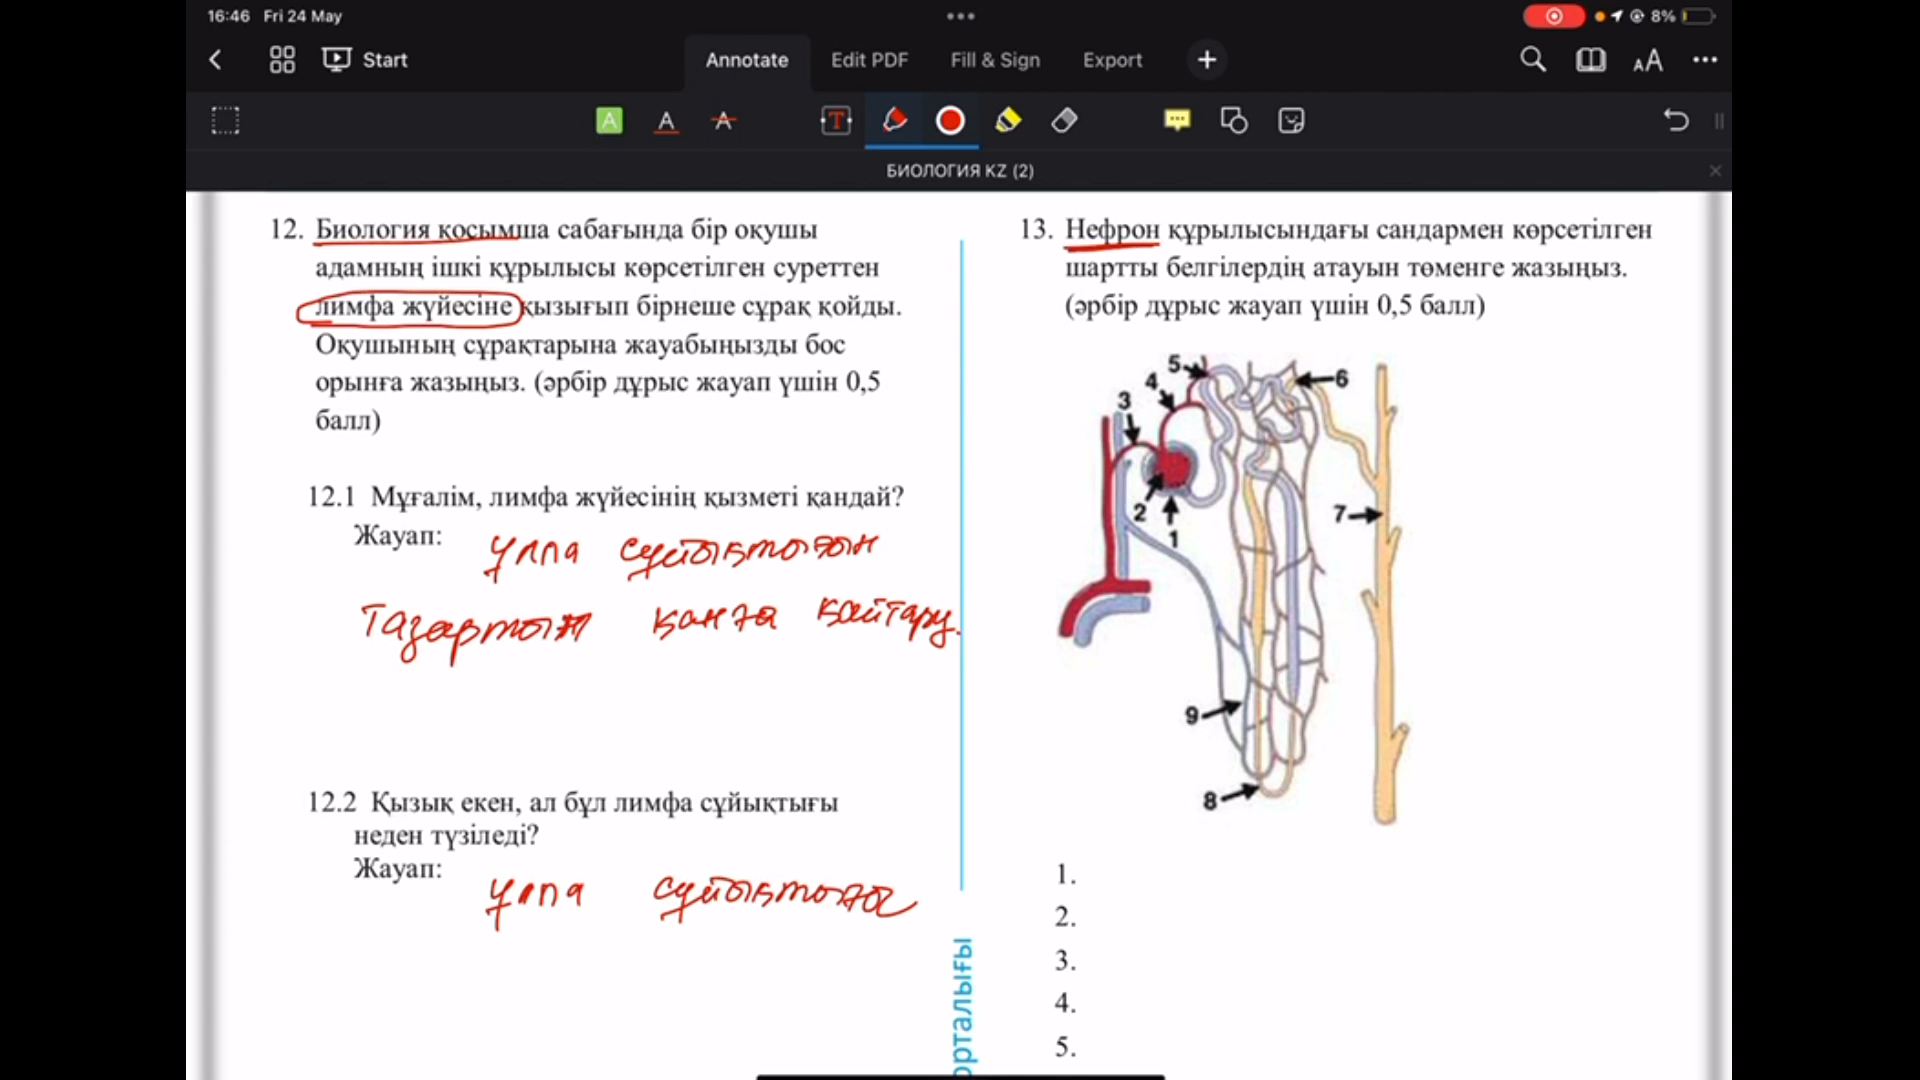 16:46 Fri 24 May
8%
Start
Annotate
Edit PDF
Fill & Sign
Export
БИОЛОГИЯ KZ (2)
12. Биология қосымша сабағында бір оқушы
адамның ішкі құрылысы көрсетілген суреттен
лимфа жүйесіне қызығып бірнеше сұрақ қойды.
Оқушының сұрақтарына жауабыңызды бос
орынға жазыңыз. (әрбір дұрыс жауап үшін 0,5
балл)
12.1 Мұғалім, лимфа жүйесінің қызметі қандай?
Жауап: ұлпа сұйықтығын
тазартып қанға қайтару.
12.2 Қызық екен, ал бұл лимфа сұйықтығы
неден түзіледі?
Жауап:
ұлпа сұйықтығы
орталығы
13. Нефрон құрылысындағы сандармен көрсетілген
шартты белгілердің атауын төменге жазыңыз.
(әрбір дұрыс жауап үшін 0,5 балл)
5
6
4
3
2
7
1
9
8
1.
2.
3.
4.
5.